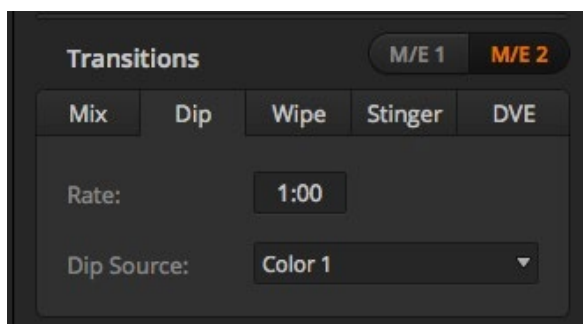 Transitions M/E 1 M/E 2
Mix Dip Wipe Stinger DVE
Rate: 1:00
Dip Source: Color 1